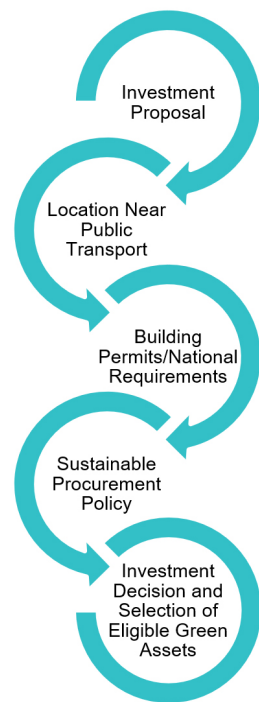 Investment
Proposal
Location Near
Public
Transport
Building
Permits/National
Requirements
Sustainable
Procurement
Policy
Investment
Decision and
Selection of
Eligible Green
Assets